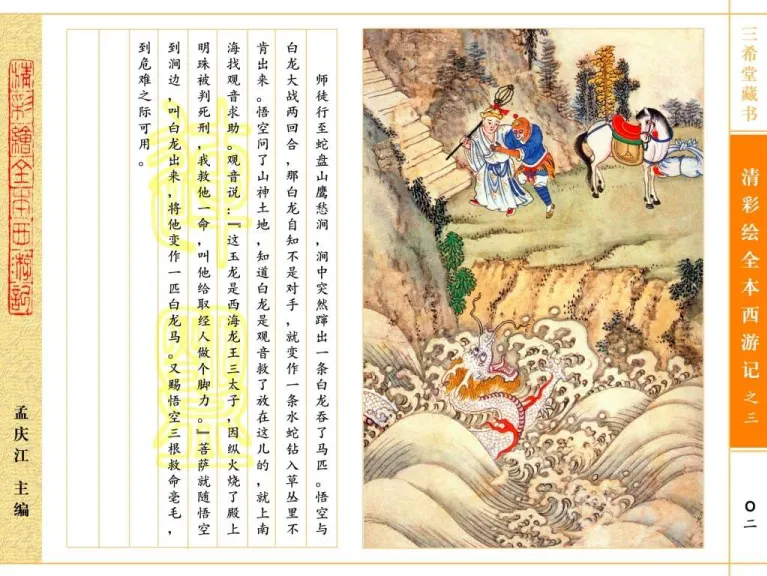 三希堂藏书
清彩绘全本西游记之三
〇二
师徒行至蛇盘山鹰愁涧，涧中突然蹿出一条白龙吞了马匹。悟空与
白龙大战两回合，那白龙自知不是对手，就变作一条水蛇钻入草丛里不
肯出来。悟空问了山神土地，知道白龙是观音救了放在这儿的，就上南
海找观音求助。观音说：『这玉龙是西海龙王三太子，因纵火烧了殿上
明珠被判死刑，我救他一命，叫他给取经人做个脚力。』菩萨就随悟空
到涧边，叫白龙出来，将他变作一匹白龙马。又赐悟空三根救命毫毛，
到危难之际可用。
清彩繪全本西遊記
孟庆江 主编